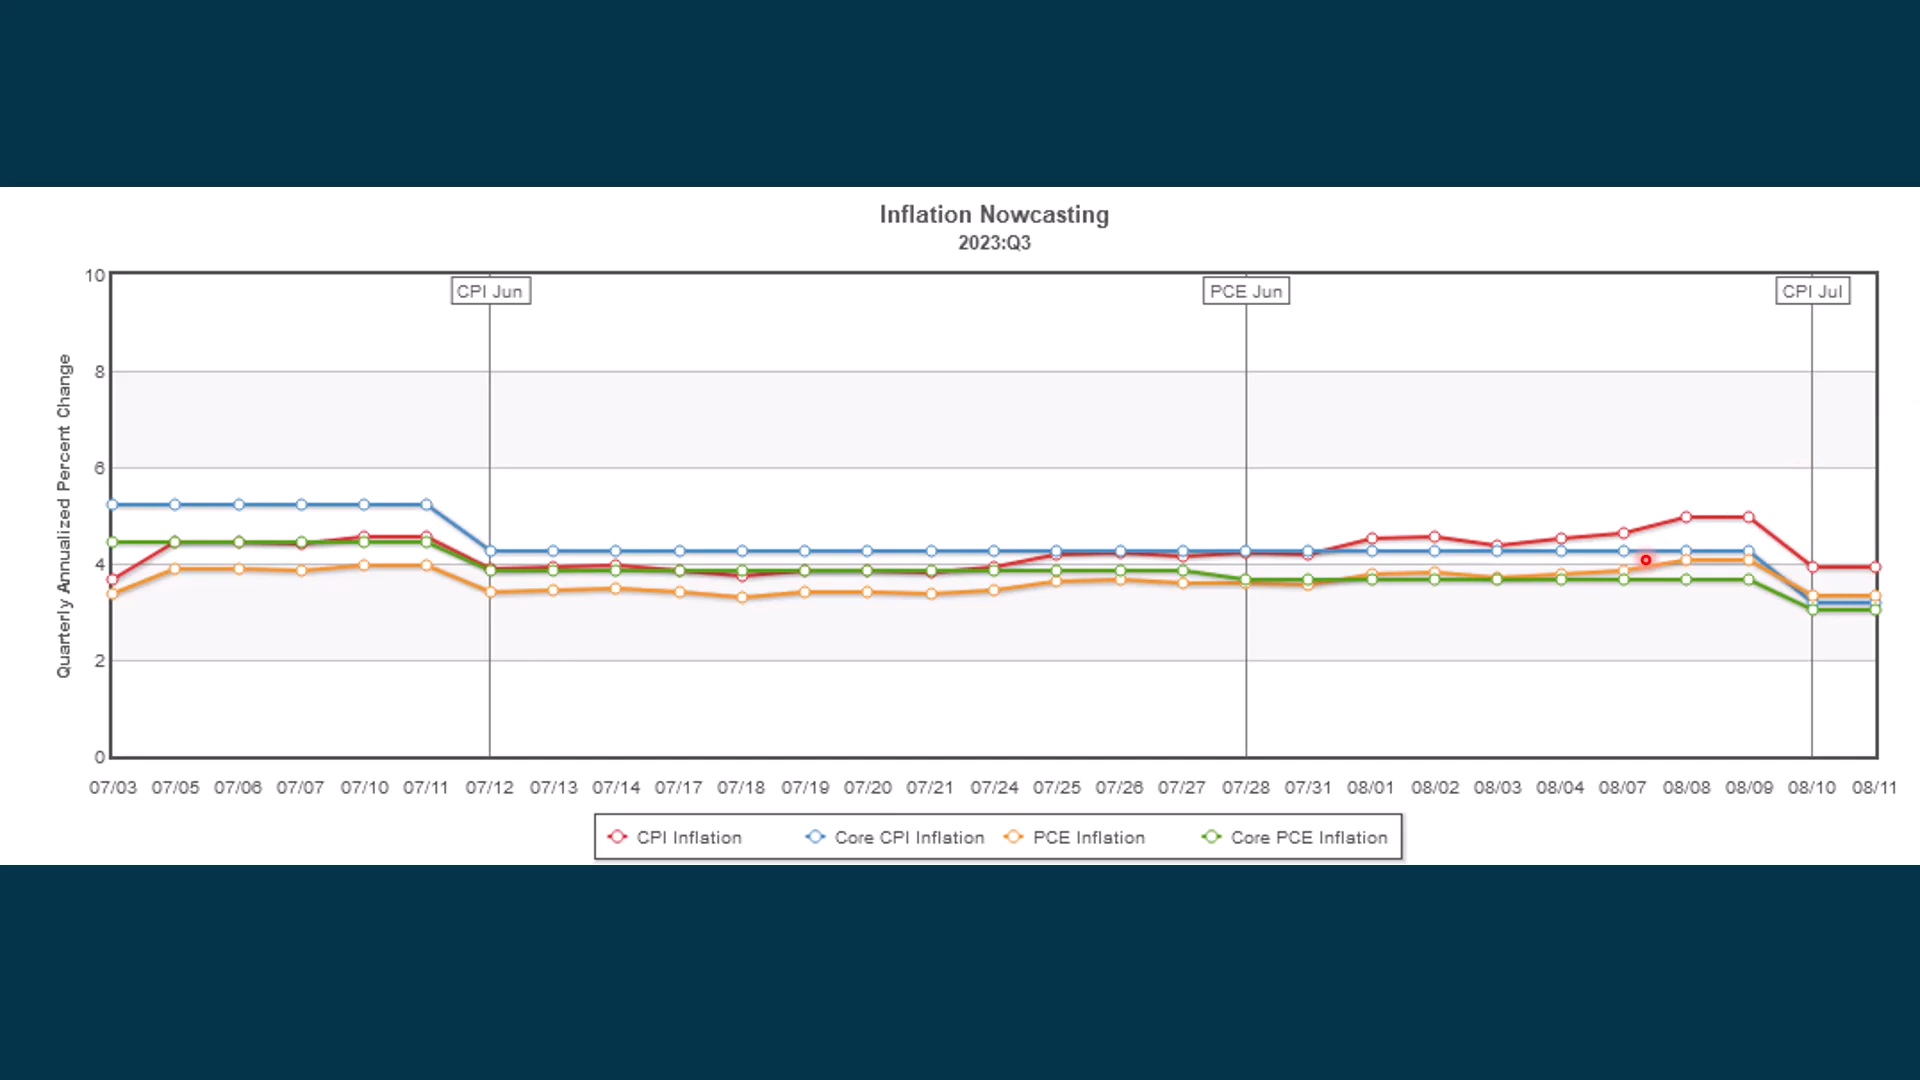 Inflation Nowcasting
2023:Q3
Quarterly Annualized Percent Change
10
8
6
4
2
0
CPI Jun
PCE Jun
CPI Jul
07/03 07/05 07/06 07/07 07/10 07/11 07/12 07/13 07/14 07/17 07/18 07/19 07/20 07/21 07/24 07/25 07/26 07/27 07/28 07/31 08/01 08/02 08/03 08/04 08/07 08/08 08/09 08/10 08/11
CPI Inflation Core CPI Inflation PCE Inflation Core PCE Inflation